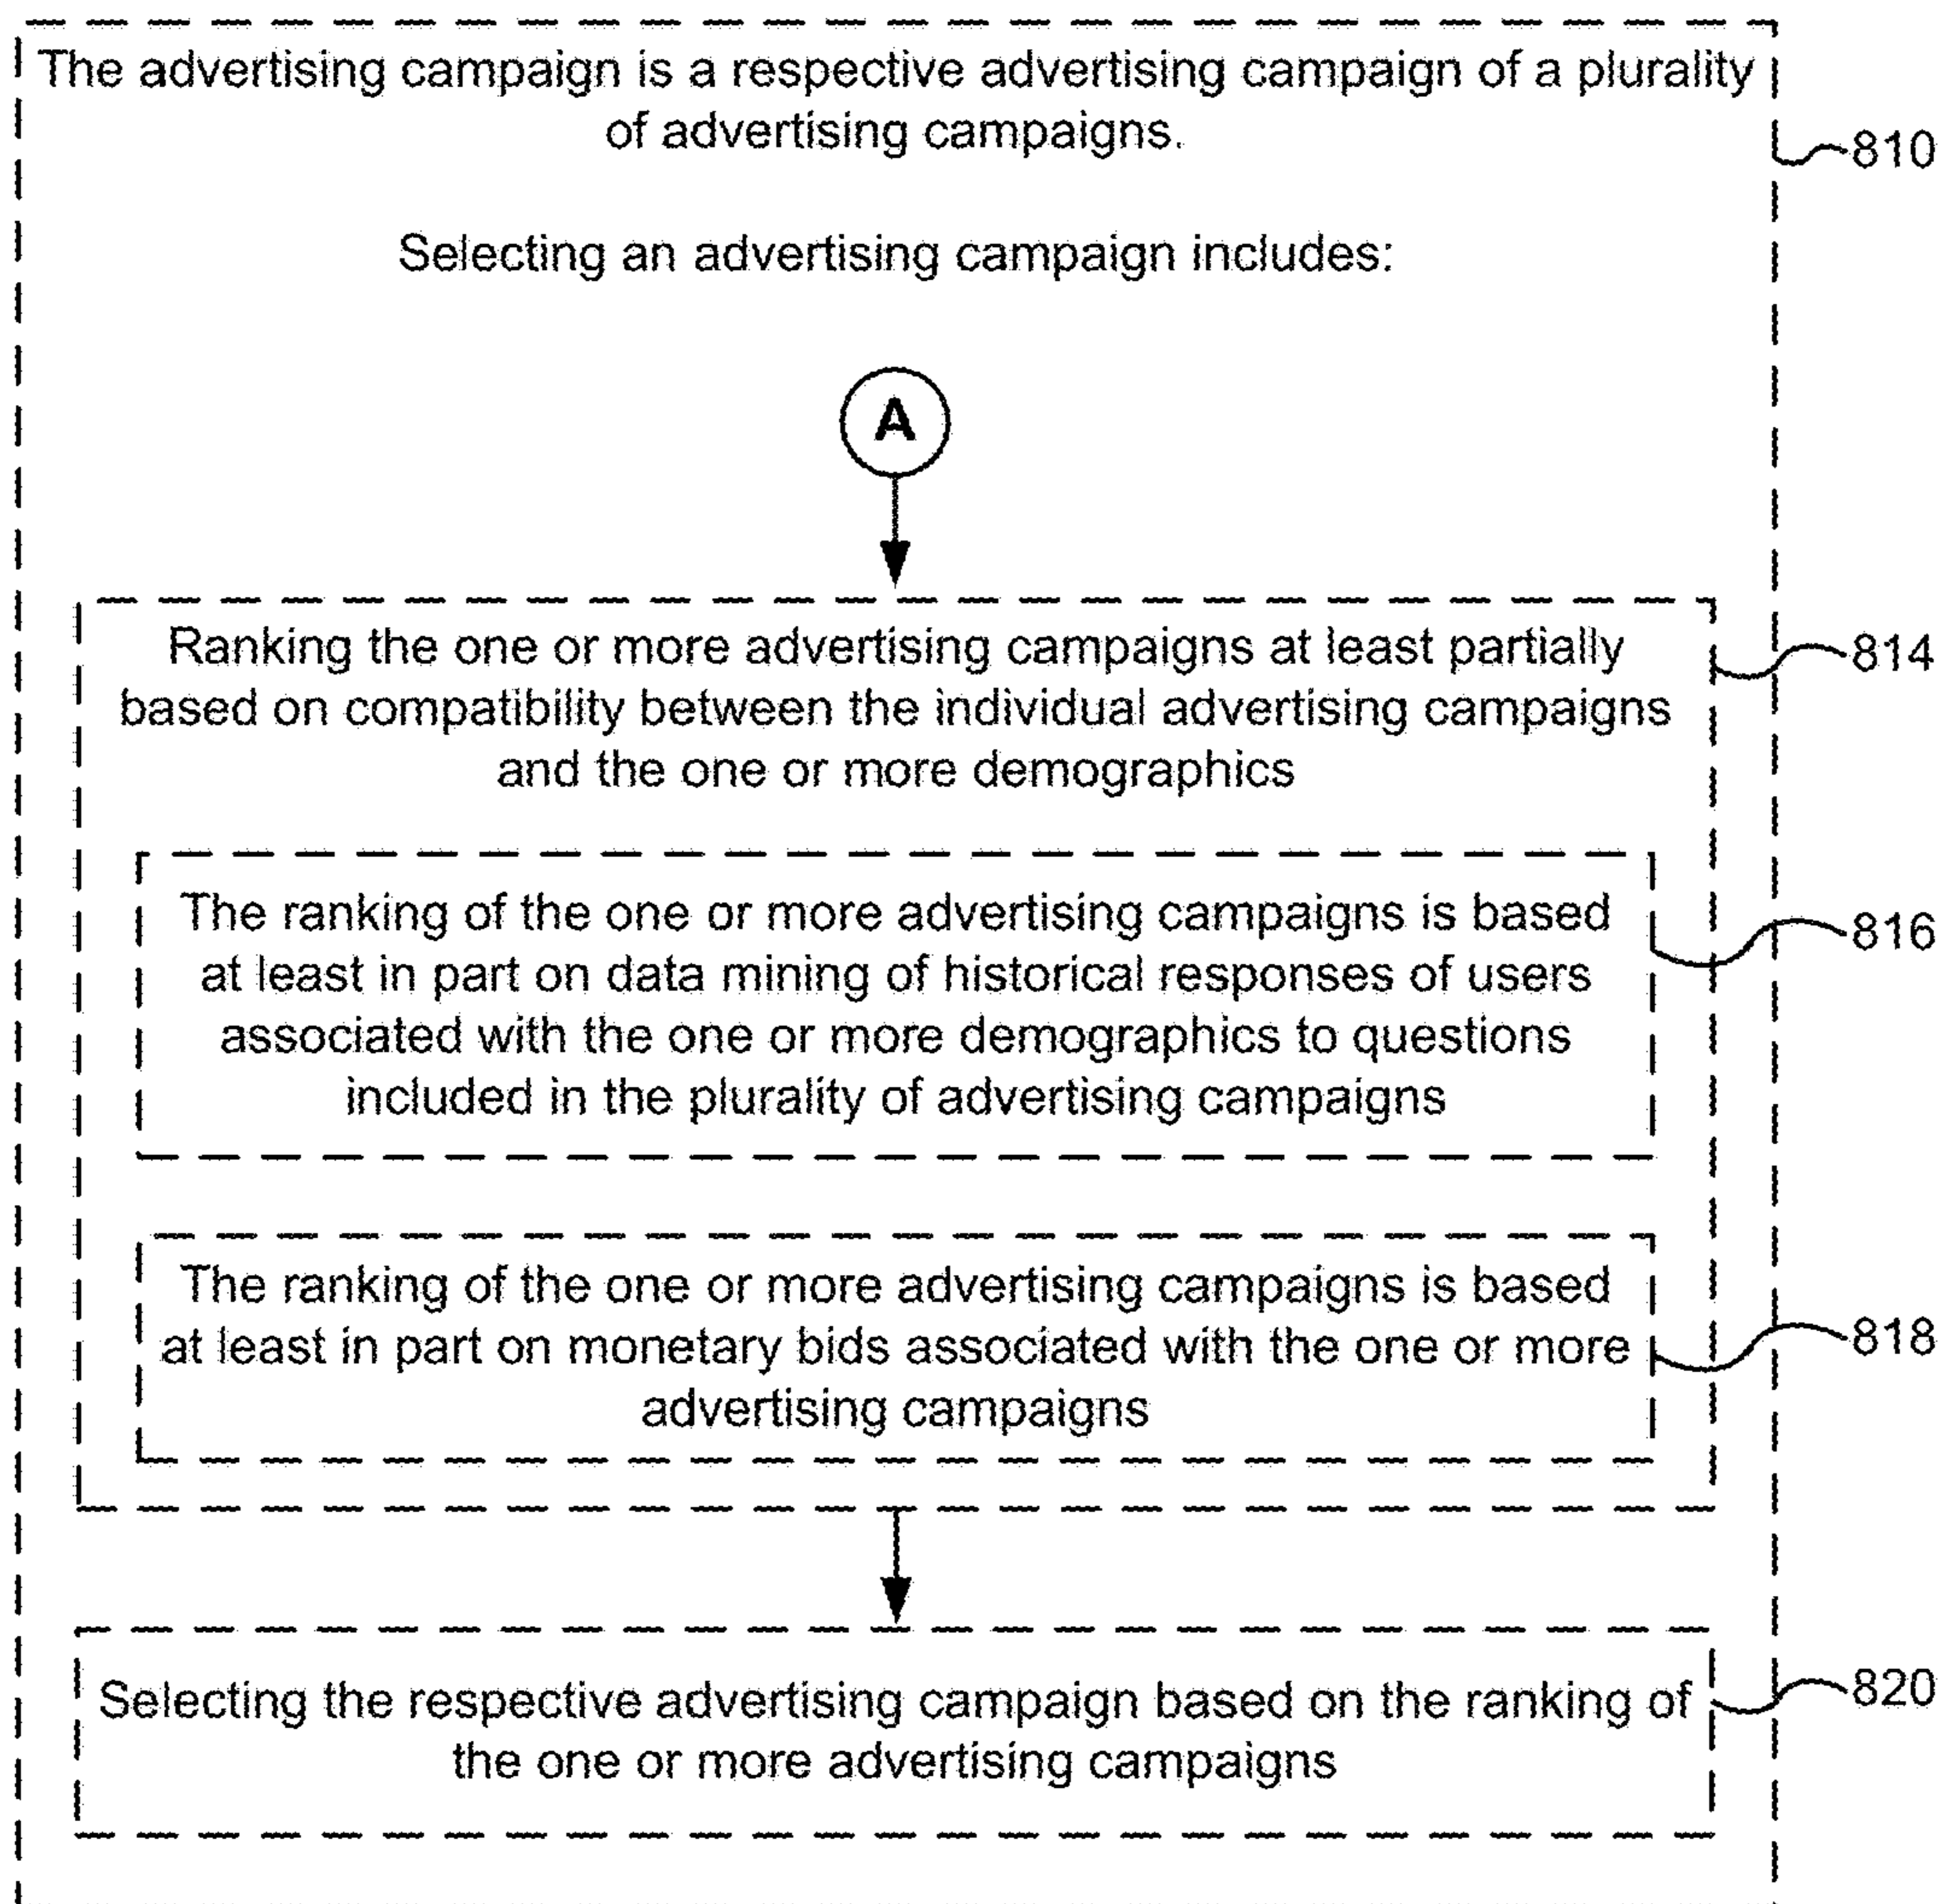 The advertising campaign is a respective advertising campaign of a plurality
of advertising campaigns.
810
Selecting an advertising campaign includes:
A
Ranking the one or more advertising campaigns at least partially
based on compatibility between the individual advertising campaigns
and the one or more demographics
814
The ranking of the one or more advertising campaigns is based
at least in part on data mining of historical responses of users
associated with the one or more demographics to questions
included in the plurality of advertising campaigns
816
The ranking of the one or more advertising campaigns is based
at least in part on monetary bids associated with the one or more
advertising campaigns
818
Selecting the respective advertising campaign based on the ranking of
the one or more advertising campaigns
820